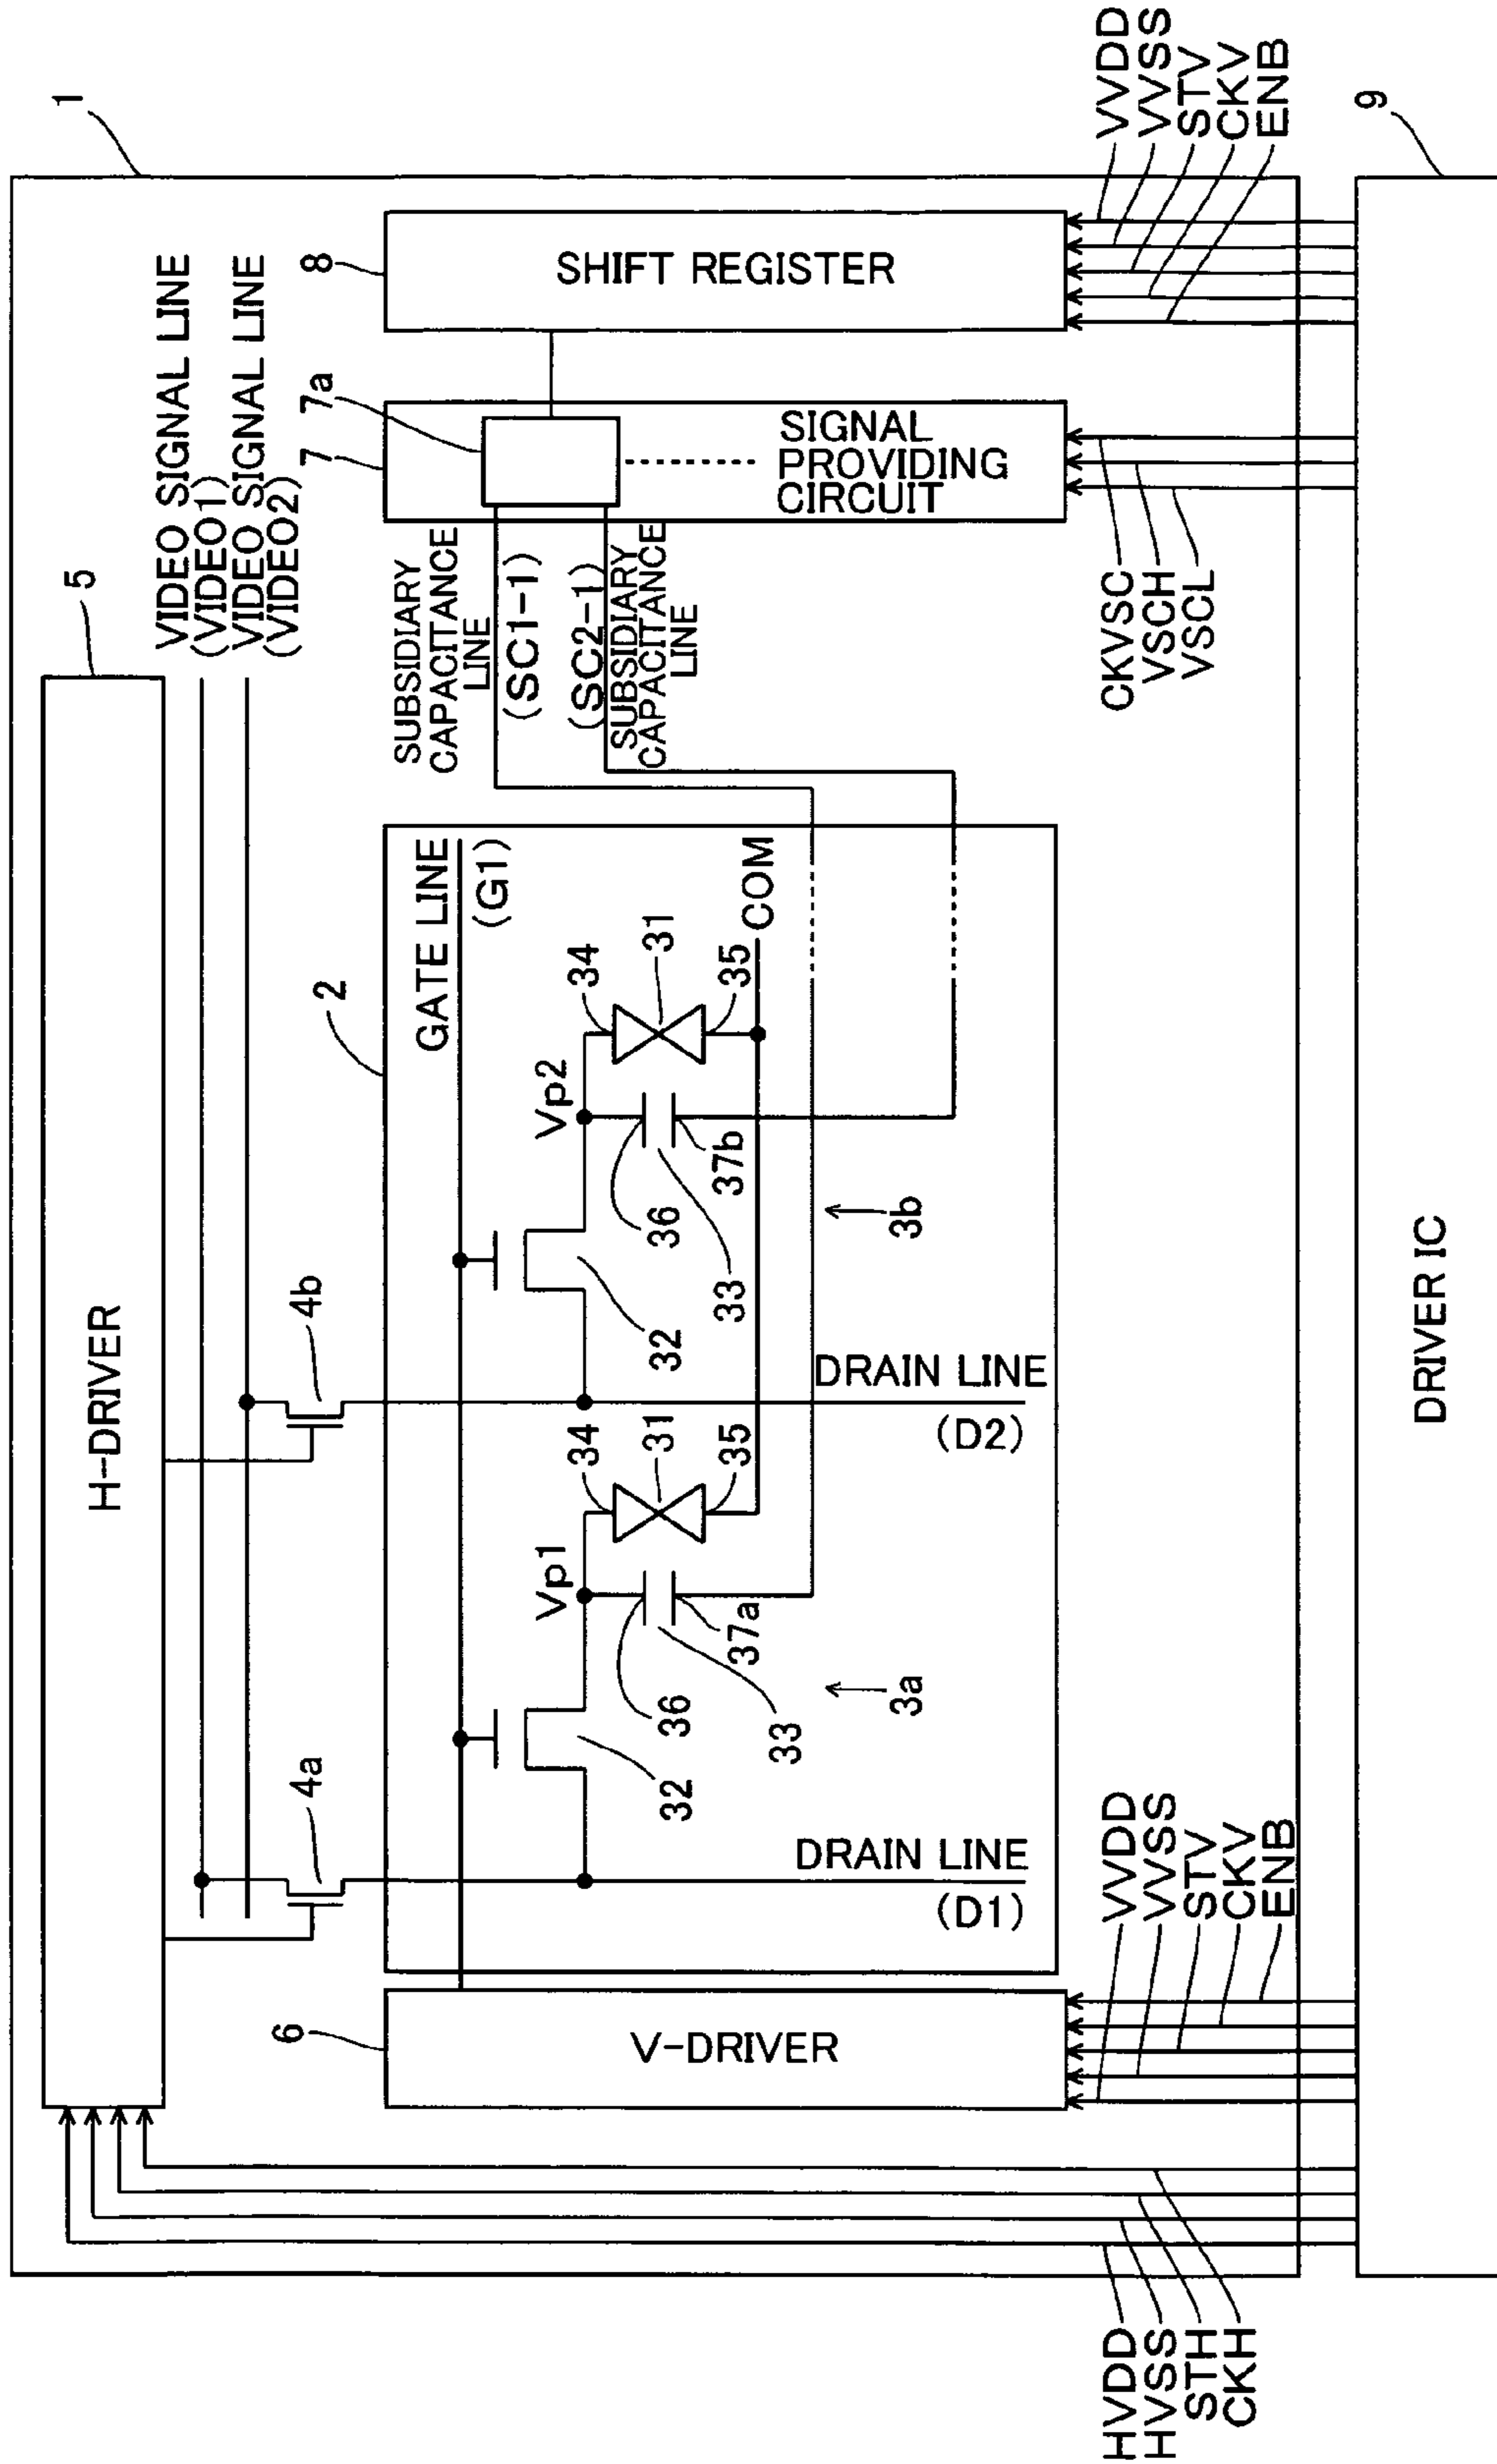 1
5
H-DRIVER
VIDEO SIGNAL LINE
(VIDEO1)
VIDEO SIGNAL LINE
(VIDEO2)
4a
4b
2
6
7
7a
8
V-DRIVER
GATE LINE
(G1)
Vp1
Vp2
34
31
35
34
31
35
COM
36
33
37a
36
33
37b
32
32
3a
3b
DRAIN LINE
(D1)
DRAIN LINE
(D2)
SUBSIDIARY
CAPACITANCE
LINE
(SC1-1)
(SC2-1)
SUBSIDIARY
CAPACITANCE
LINE
SIGNAL
PROVIDING
CIRCUIT
SHIFT REGISTER
HVDD
HVSS
STH
CKH
VVDD
VVSS
STV
CKV
ENB
CKVSC
VSCH
VSCL
VVDD
VVSS
STV
CKV
ENB
9
DRIVER IC